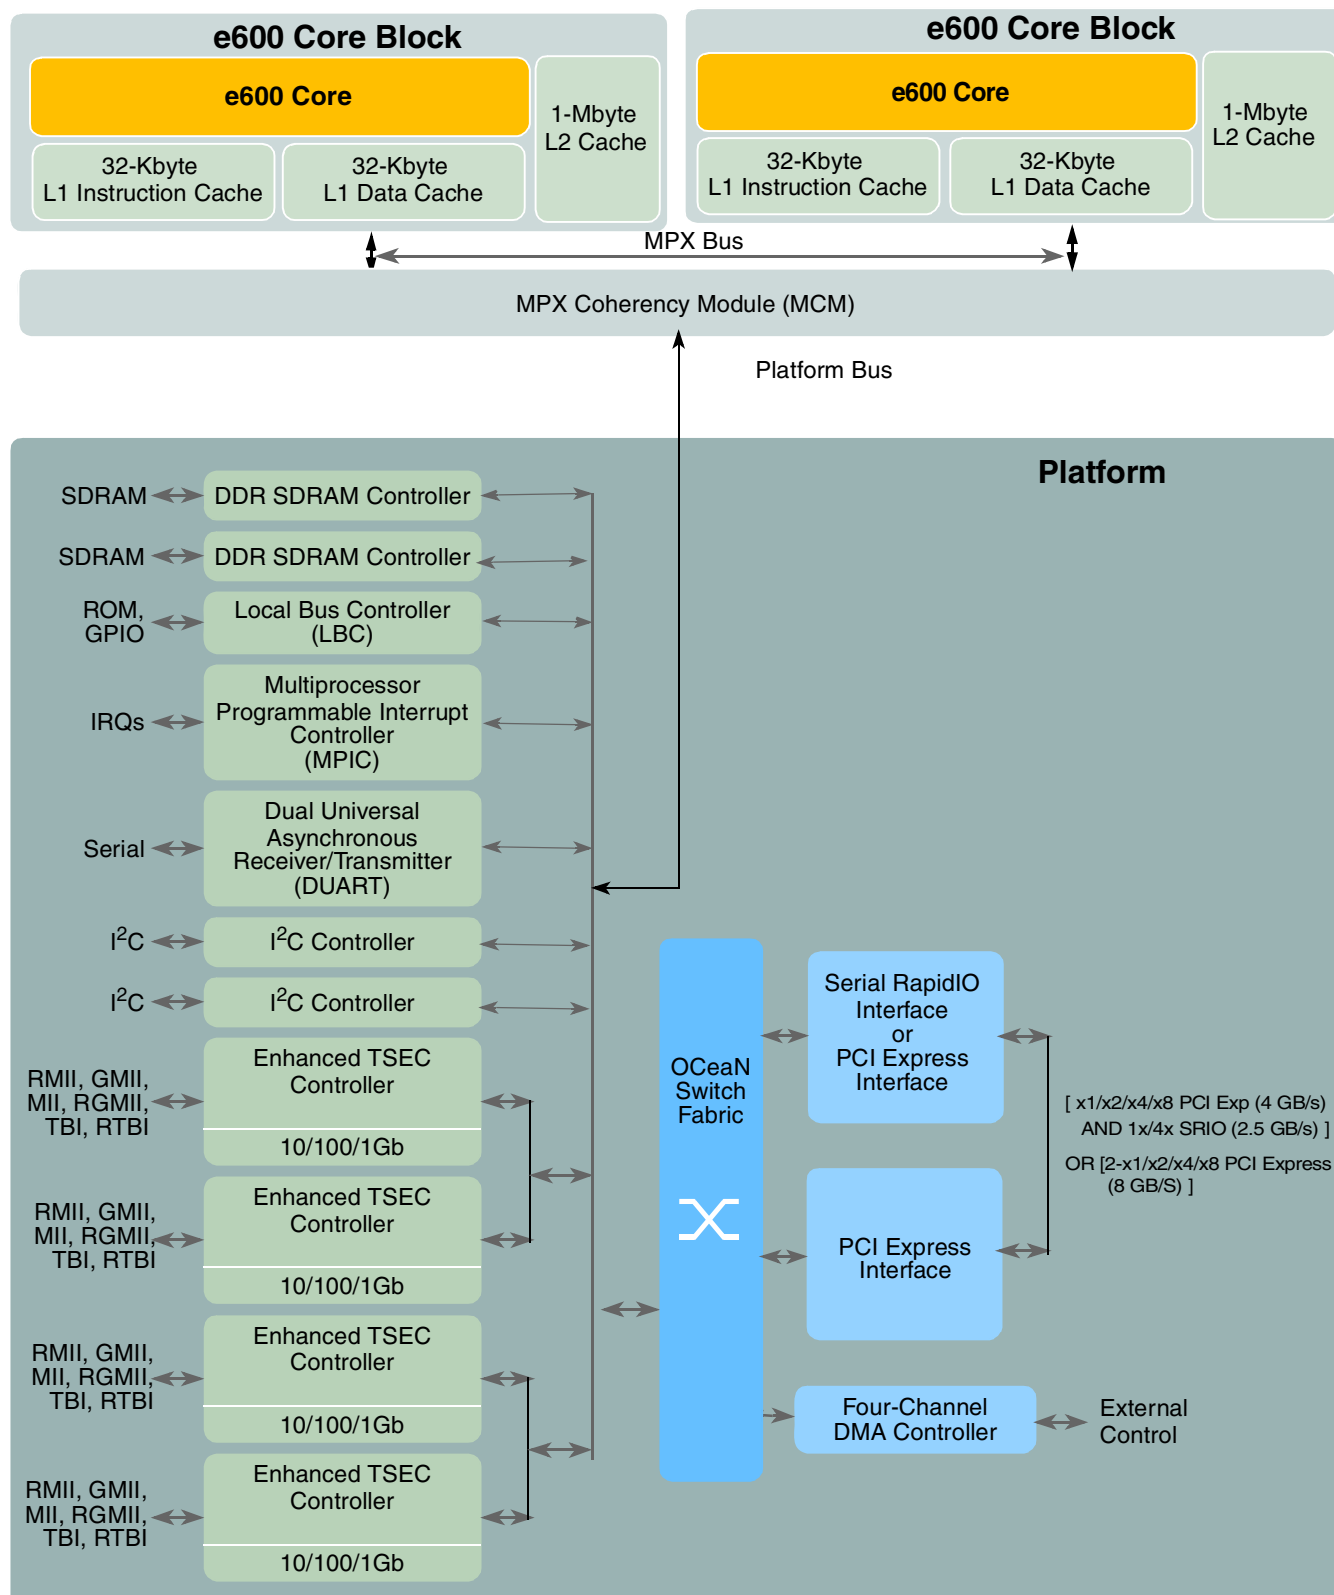 e600 Core Block
e600 Core
1-Mbyte
L2 Cache
32-Kbyte
L1 Instruction Cache
32-Kbyte
L1 Data Cache
e600 Core Block
e600 Core
1-Mbyte
L2 Cache
32-Kbyte
L1 Instruction Cache
32-Kbyte
L1 Data Cache
MPX Bus
MPX Coherency Module (MCM)
Platform Bus
Platform
SDRAM
DDR SDRAM Controller
SDRAM
DDR SDRAM Controller
ROM,
GPIO
Local Bus Controller
(LBC)
IRQs
Multiprocessor
Programmable Interrupt
Controller
(MPIC)
Serial
Dual Universal
Asynchronous
Receiver/Transmitter
(DUART)
I²C
I²C Controller
I²C
I²C Controller
RMII, GMII,
MII, RGMII,
TBI, RTBI
Enhanced TSEC
Controller
10/100/1Gb
RMII, GMII,
MII, RGMII,
TBI, RTBI
Enhanced TSEC
Controller
10/100/1Gb
RMII, GMII,
MII, RGMII,
TBI, RTBI
Enhanced TSEC
Controller
10/100/1Gb
RMII, GMII,
MII, RGMII,
TBI, RTBI
Enhanced TSEC
Controller
10/100/1Gb
OCeaN
Switch
Fabric
Serial RapidIO
Interface
or
PCI Express
Interface
PCI Express
Interface
[ x1/x2/x4/x8 PCI Exp (4 GB/s)
AND 1x/4x SRIO (2.5 GB/s) ]
OR [2-x1/x2/x4/x8 PCI Express
(8 GB/S) ]
Four-Channel
DMA Controller
External
Control